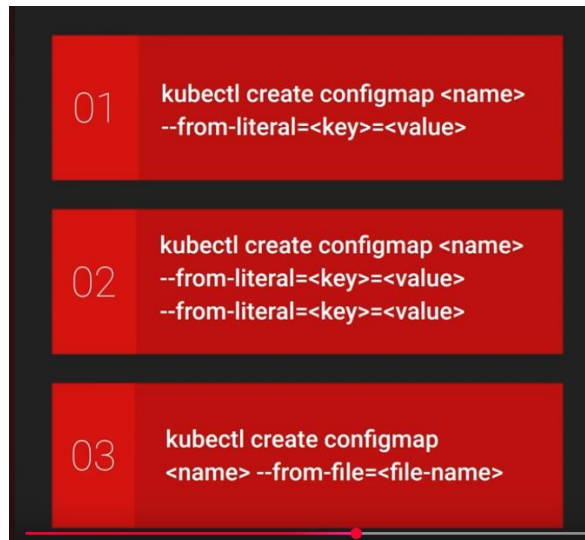 01
kubectl create configmap <name>
--from-literal=<key>=<value>
02
kubectl create configmap <name>
--from-literal=<key>=<value>
--from-literal=<key>=<value>
03
kubectl create configmap
<name> --from-file=<file-name>